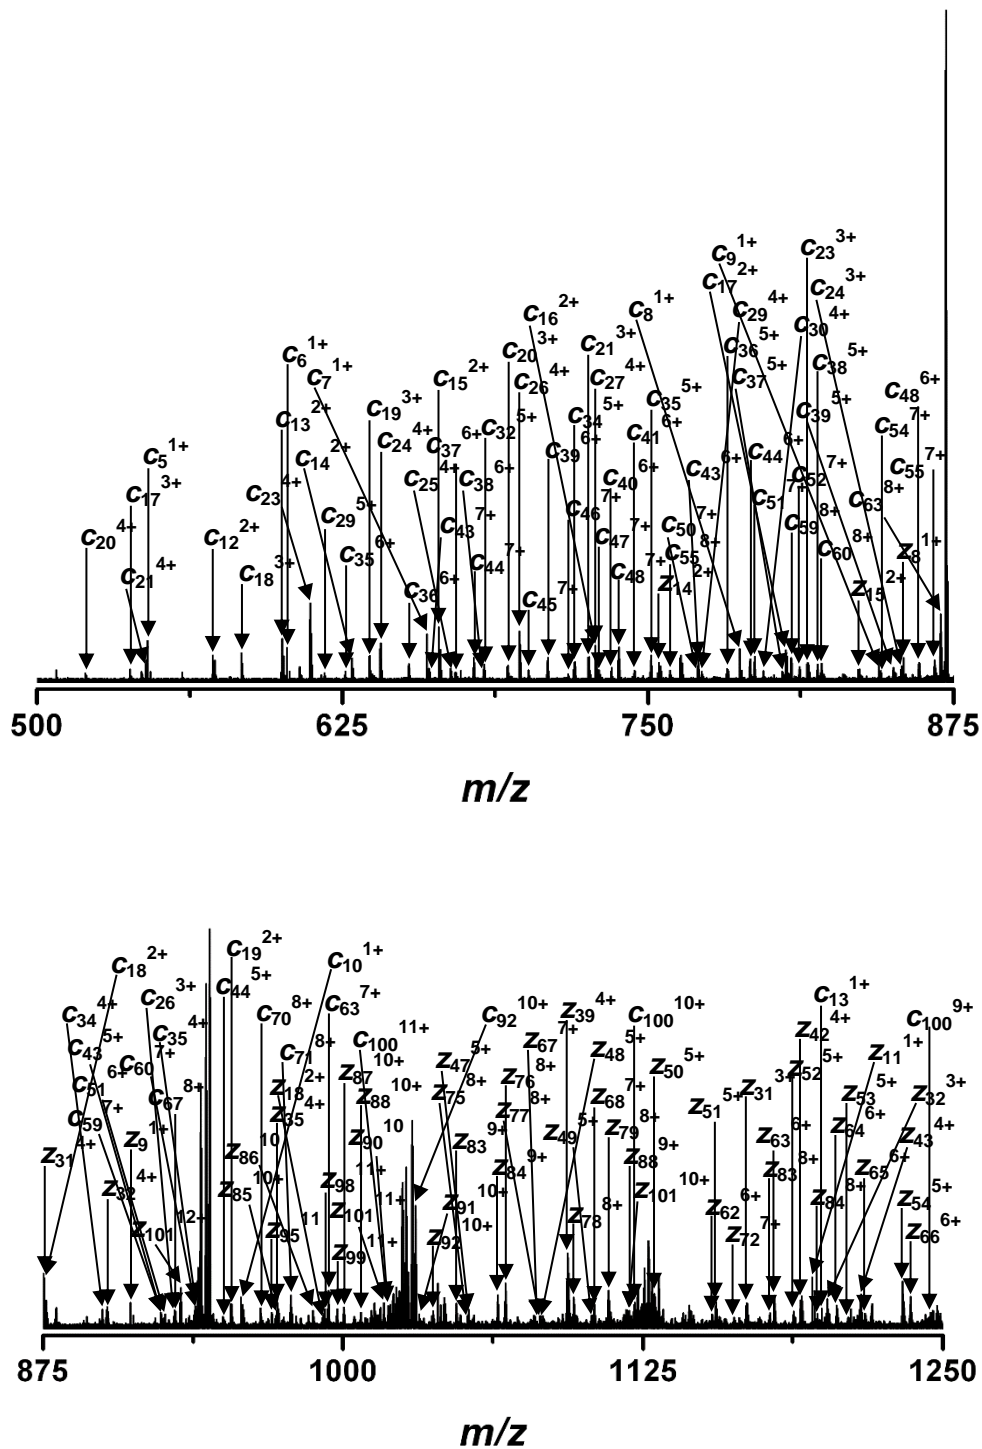 c9 1+
c23 3+
c17 2+
c24 3+
c16 2+
c8 1+
c29 4+
c30 4+
c6 1+
c20 3+
c21 3+
c36 5+
c7 1+
c15 2+
c26 4+
c27 4+
c37 5+
c38 5+
c13 2+
c19 3+
c34 5+
c35 5+
c39 5+
c48 6+
c5 1+
c14 2+
c24 4+
c37 6+
c32 5+
c41 6+
c54 7+
c17 3+
c23 4+
c25 4+
c38 6+
c39 6+
c40 6+
c43 6+
c44 6+
c52 7+
c55 7+
c20 4+
c12 2+
c29 5+
c43 7+
c46 7+
c51 7+
c63 8+
c21 4+
c18 3+
c35 6+
c44 7+
c47 7+
c50 7+
c59 8+
c36 6+
c45 7+
c48 7+
c55 8+
c60 8+
z8 1+
z14 2+
z15 2+
500
625
750
875
m/z
c18 2+
c19 2+
c10 1+
c26 3+
c44 5+
c63 7+
c13 1+
c34 4+
c35 4+
c70 8+
c92 10+
z39 4+
c100 10+
c100 9+
c43 5+
c60 7+
c71 8+
c100 11+
z67 7+
z48 5+
z42 4+
z11 1+
c51 6+
c67 8+
z18 2+
z87 10+
z47 5+
z76 8+
z50 5+
z52 5+
c59 7+
z35 4+
z88 10+
z75 8+
z77 8+
z68 7+
z31 3+
z53 5+
z32 3+
z31 4+
z9 1+
z86 10
z90 10
z83 9+
z49 5+
z79 8+
z51 5+
z63 6+
z64 6+
z43 4+
z32 4+
z85 10+
z98 11+
z84 9+
z88 9+
z83 8+
z65 6+
z101 12+
z95 11
z101 11+
z91 10+
z78 8+
z101 10+
z62 6+
z84 8+
z54 5+
z99 11+
z92 10+
z72 7+
z66 6+
875
1000
1125
1250
m/z